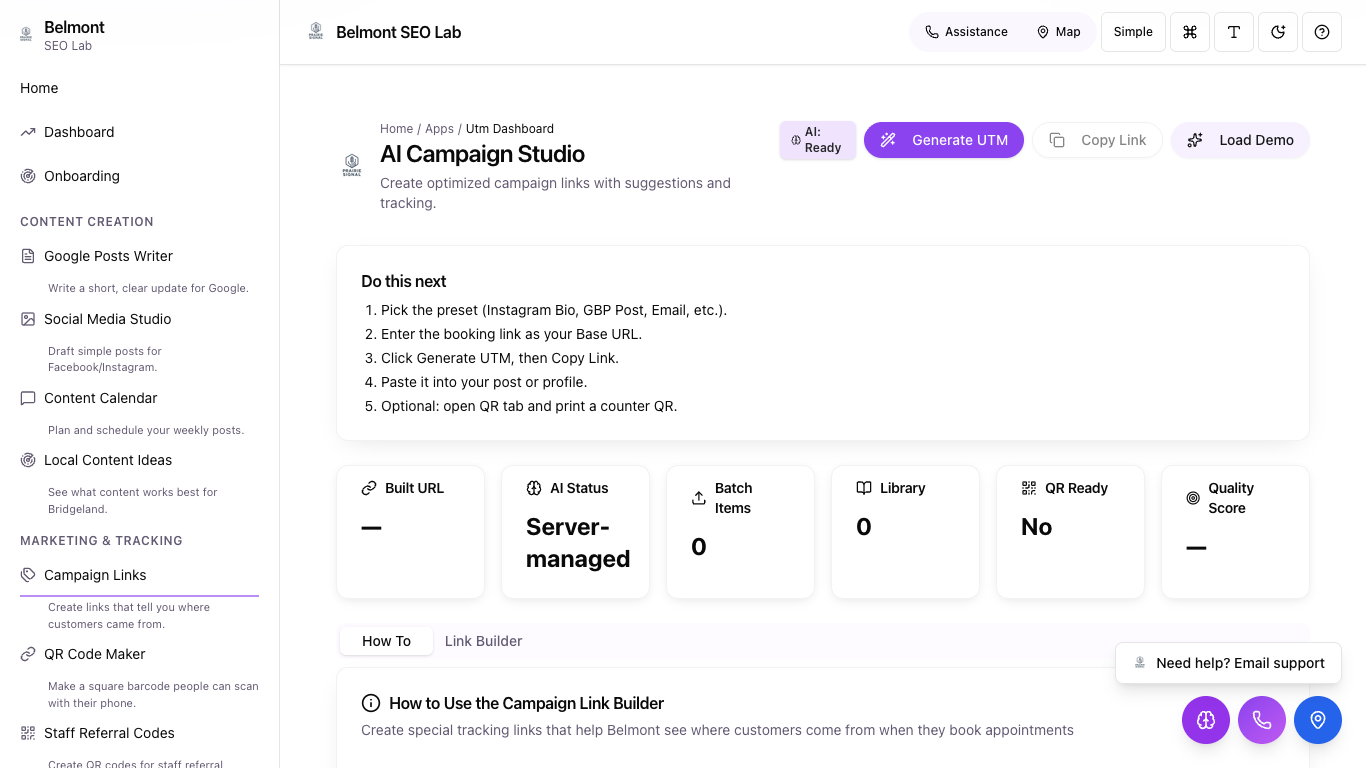 Belmont
SEO Lab
Home
Dashboard
Onboarding
CONTENT CREATION
Google Posts Writer
Write a short, clear update for Google.
Social Media Studio
Draft simple posts for
Facebook/Instagram.
Content Calendar
Plan and schedule your weekly posts.
Local Content Ideas
See what content works best for
Bridgeland.
MARKETING & TRACKING
Campaign Links
Create links that tell you where
customers came from.
QR Code Maker
Make a square barcode people can scan
with their phone.
Staff Referral Codes
Create QR codes for staff referral
Belmont SEO Lab
Assistance
Map
Simple
Home / Apps / Utm Dashboard
AI Campaign Studio
Create optimized campaign links with suggestions and
tracking.
PRAIRIE
SIGNAL
AI:
Ready
Generate UTM
Copy Link
Load Demo
Do this next
1. Pick the preset (Instagram Bio, GBP Post, Email, etc.).
2. Enter the booking link as your Base URL.
3. Click Generate UTM, then Copy Link.
4. Paste it into your post or profile.
5. Optional: open QR tab and print a counter QR.
Built URL
—
AI Status
Server-
managed
Batch
Items
0
Library
0
QR Ready
No
Quality
Score
—
How To
Link Builder
How to Use the Campaign Link Builder
Create special tracking links that help Belmont see where customers come from when they book appointments
Need help? Email support